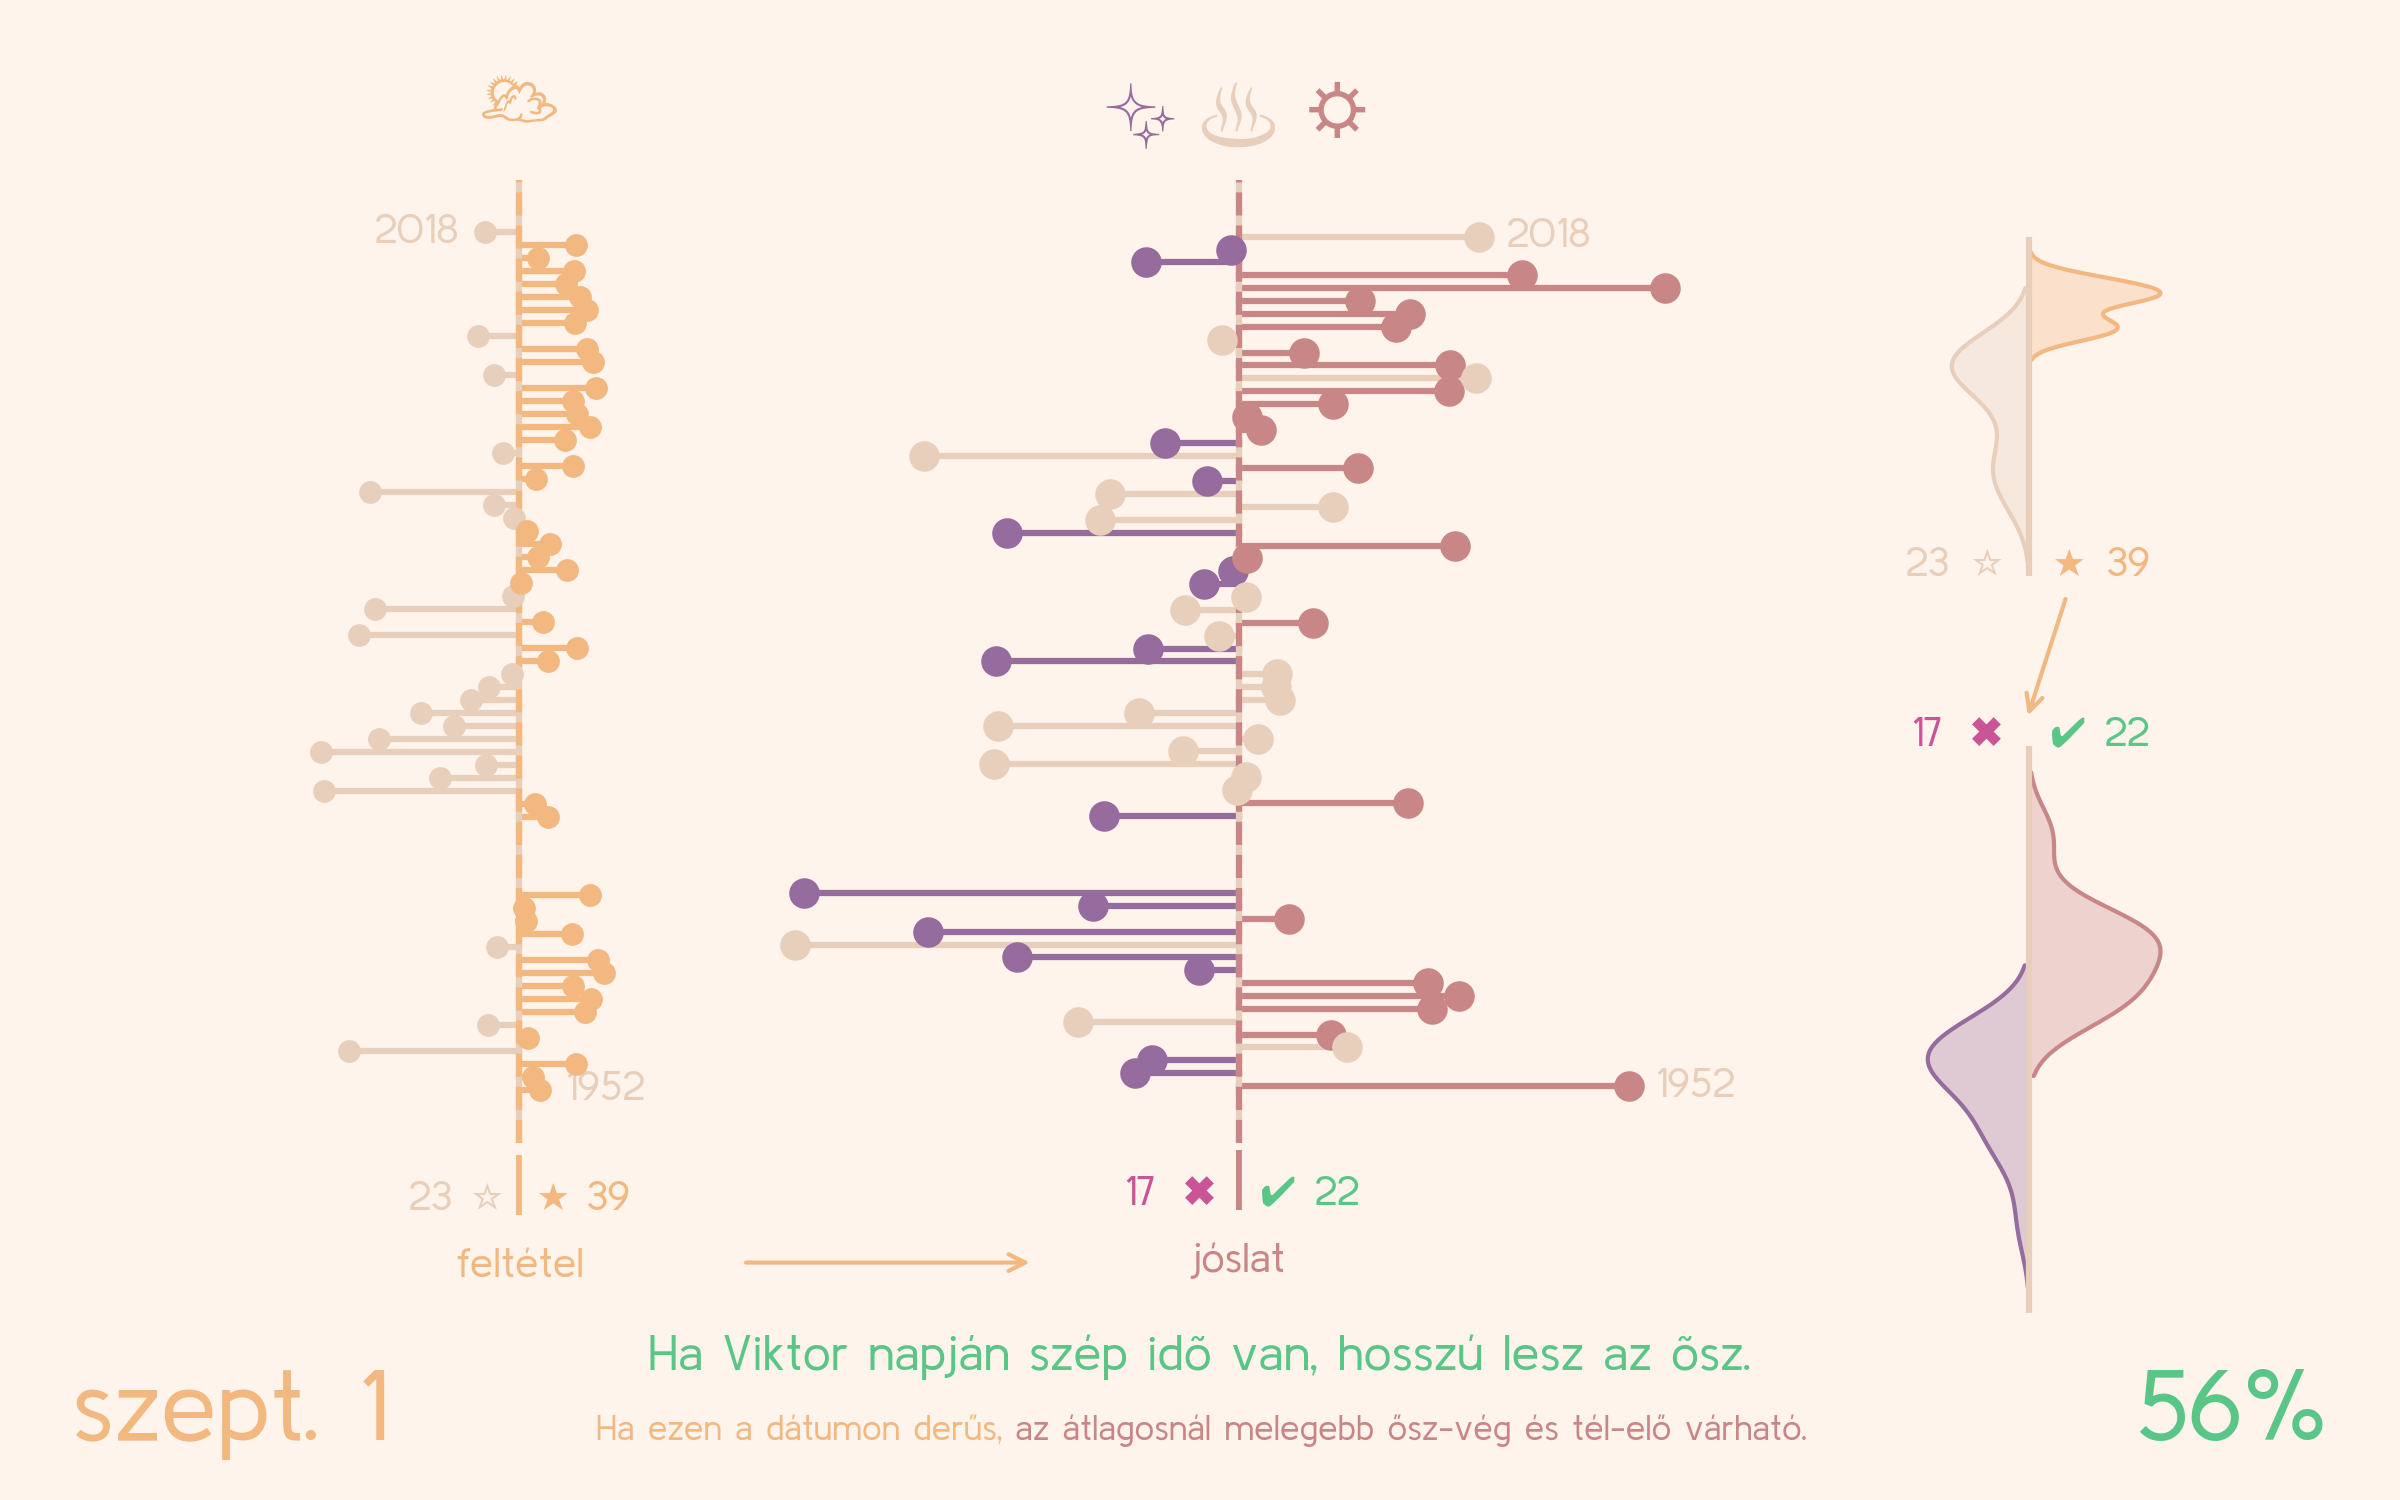 2018
2018
1952
1952
23 ☆ ★ 39
17 ✖ ✔ 22
23 ☆ ★ 39
17 ✖ ✔ 22
feltétel
jóslat
Ha Viktor napján szép idõ van, hosszú lesz az õsz.
szept. 1
56%
Ha ezen a dátumon derűs, az átlagosnál melegebb ősz-vég és tél-elő várható.